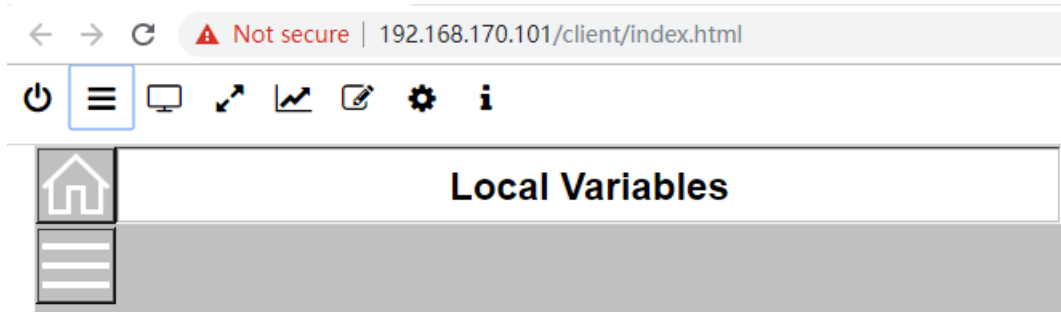 Not secure | 192.168.170.101/client/index.html
Local Variables